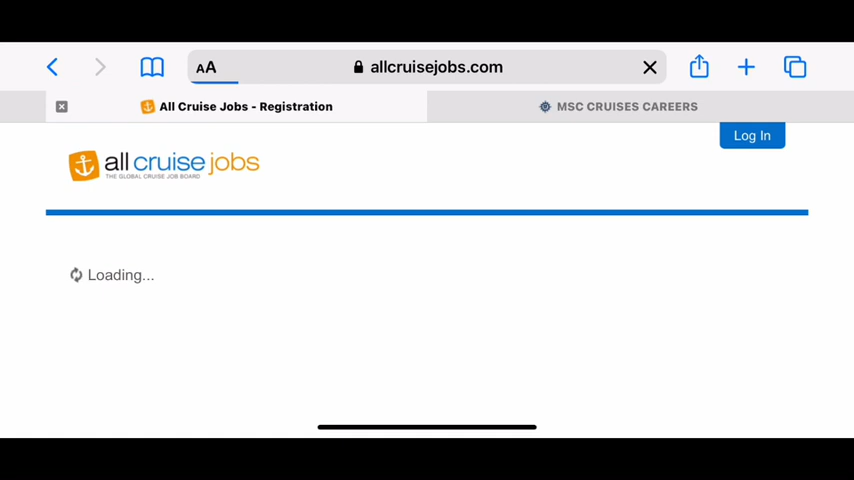 AA allcruisejobs.com
All Cruise Jobs - Registration MSC CRUISES CAREERS
Log In
all cruise jobs
THE GLOBAL CRUISE JOB BOARD
Loading...